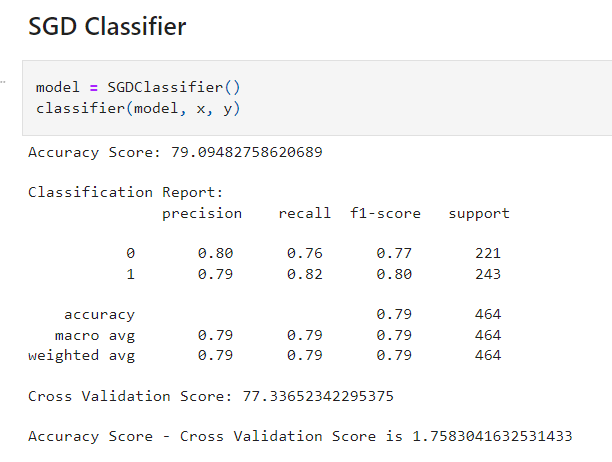 SGD Classifier
model = SGDClassifier()
classifier(model, x, y)
Accuracy Score: 79.09482758620689
Classification Report:
precision recall f1-score support
0 0.80 0.76 0.77 221
1 0.79 0.82 0.80 243
accuracy 0.79 464
macro avg 0.79 0.79 0.79 464
weighted avg 0.79 0.79 0.79 464
Cross Validation Score: 77.33652342295375
Accuracy Score - Cross Validation Score is 1.7583041632531433